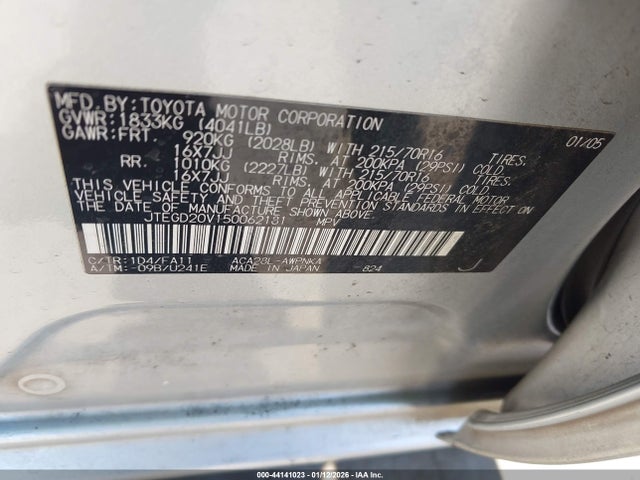 MFD.BY:TOYOTA MOTOR CORPORATION 01/05
GVWR:1833KG (4041LB)
GAWR:FRT 920KG (2028LB) WITH 215/70R16 TIRES.
16X7JJ RIMS, AT 200KPA (29PSI) COLD
RR. 1010KG (2227LB) WITH 215/70R16 TIRES.
16X7JJ RIMS, AT 200KPA (29PSI) COLD
THIS VEHICLE CONFORMS TO ALL APPLICABLE FEDERAL MOTOR
VEHICLE SAFETY AND THEFT PREVENTION STANDARDS IN EFFECT
ON THE DATE OF MANUFACTURE SHOWN ABOVE.
JTEGD20V150062181 MPV
C/TR:1D4/FA11 ACA28L-AWPNKA
A/TM:-09B/U241E MADE IN JAPAN -824 J
000-44141023 - 01/12/2026 - IAA Inc.